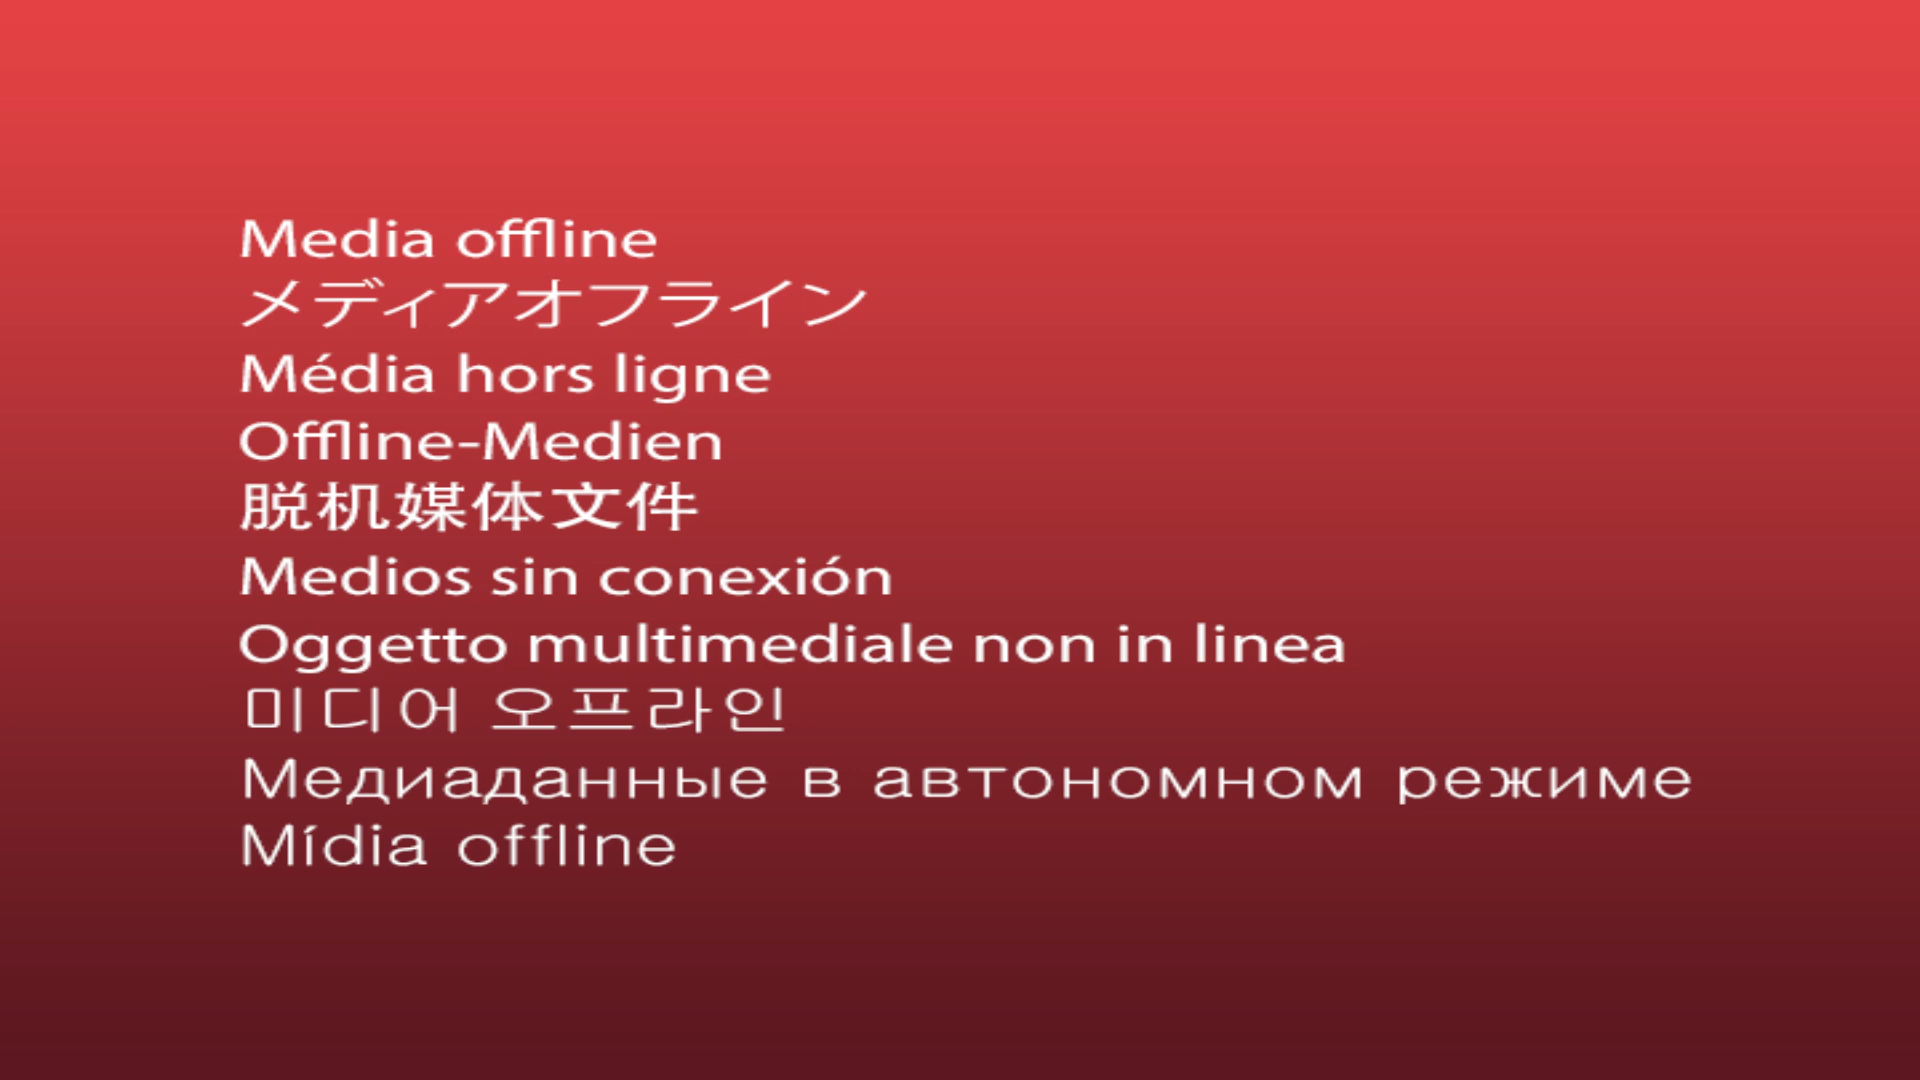 Media offline
メディアオフライン
Média hors ligne
Offline-Medien
脱机媒体文件
Medios sin conexión
Oggetto multimediale non in linea
미디어 오프라인
Медиаданные в автономном режиме
Mídia offline